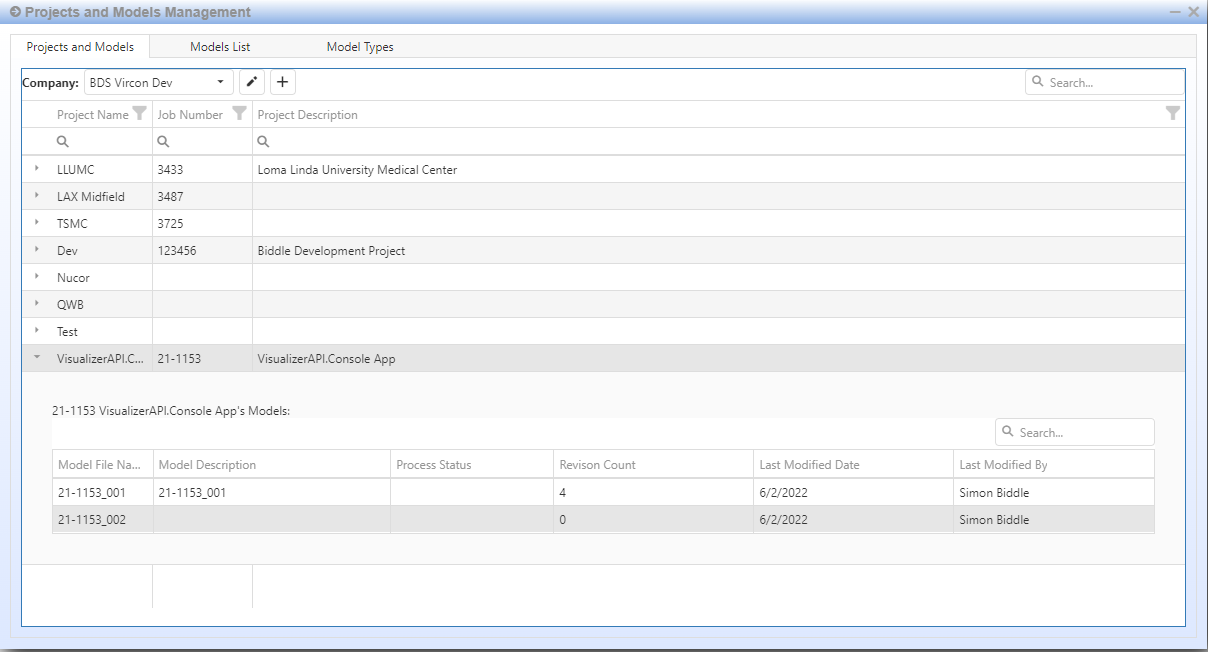 Projects and Models Management
Projects and Models Models List Model Types
Company: BDS Vircon Dev Search...
Project Name Job Number Project Description
LLUMC 3433 Loma Linda University Medical Center
LAX Midfield 3487
TSMC 3725
Dev 123456 Biddle Development Project
Nucor
QWB
Test
VisualizerAPI.C... 21-1153 VisualizerAPI.Console App
21-1153 VisualizerAPI.Console App's Models:
Search...
Model File Na... Model Description Process Status Revison Count Last Modified Date Last Modified By
21-1153_001 21-1153_001 4 6/2/2022 Simon Biddle
21-1153_002 0 6/2/2022 Simon Biddle